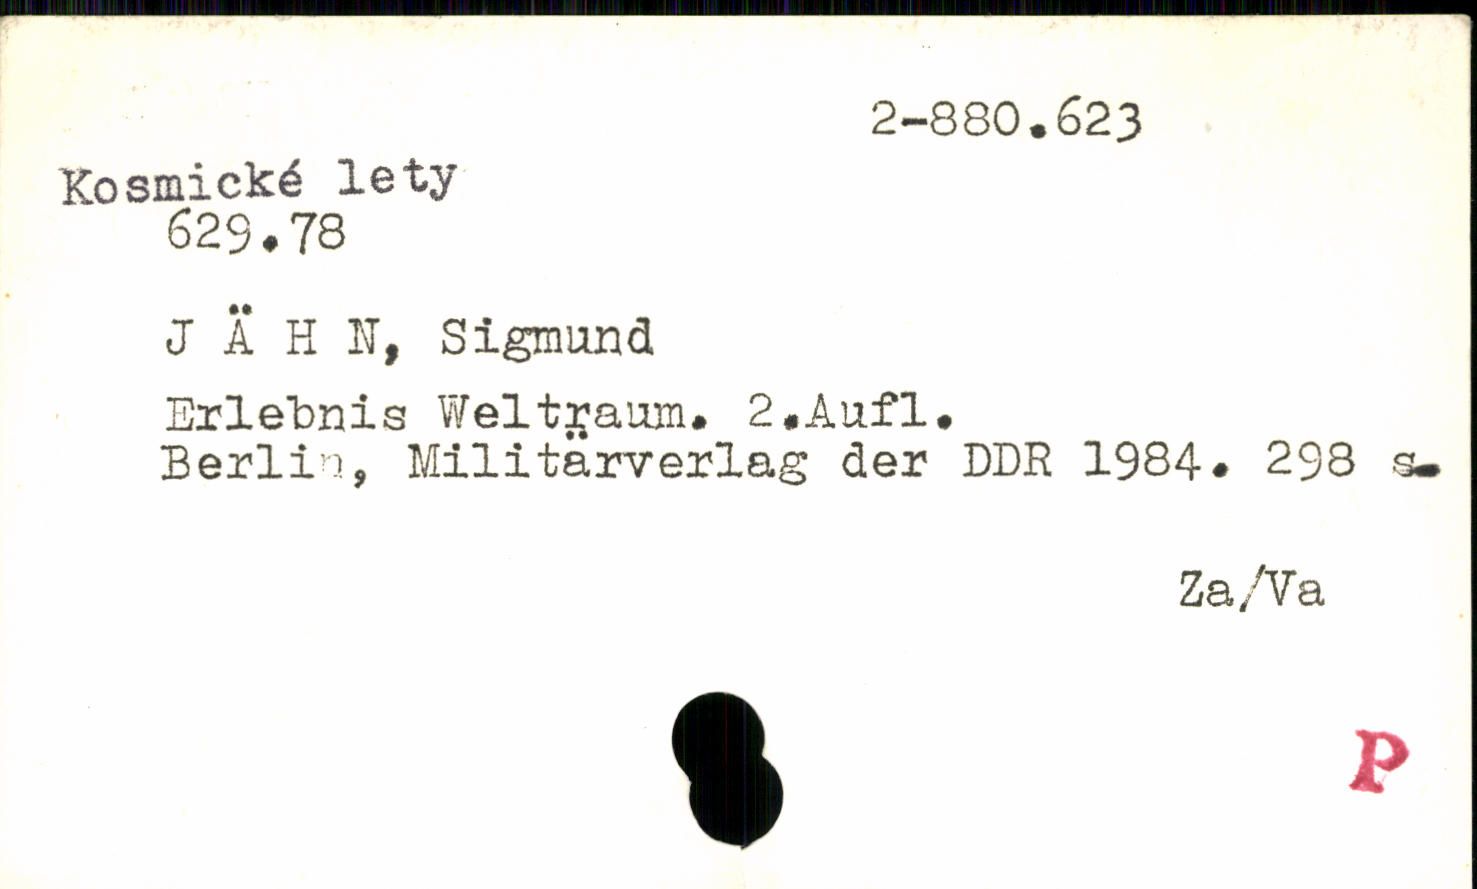 2-880.623
Kosmické lety
629.78
J Ä H N, Sigmund
Erlebnis Weltraum. 2.Aufl.
Berlin, Militärverlag der DDR 1984. 298 s.
Za/Va
P